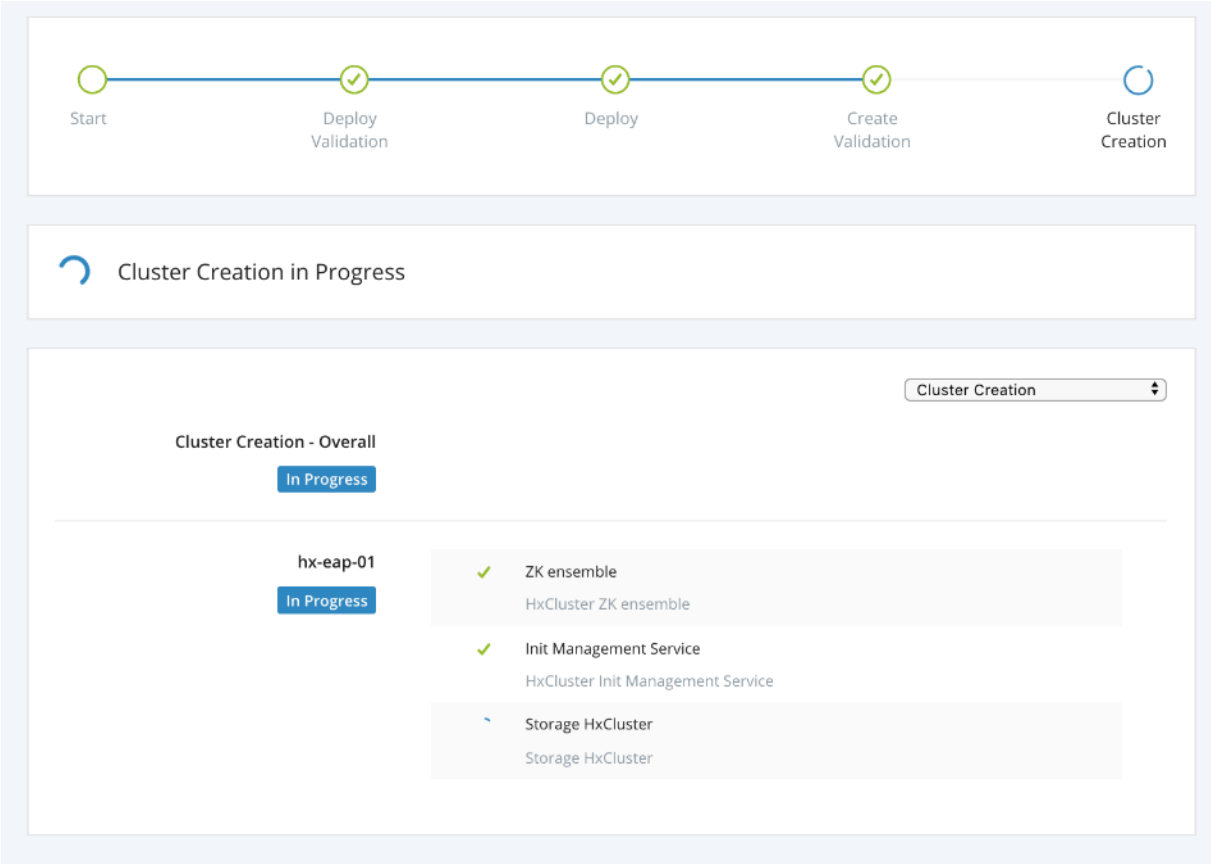 Start
Deploy
Validation
Deploy
Create
Validation
Cluster
Creation
Cluster Creation in Progress
Cluster Creation
Cluster Creation - Overall
In Progress
hx-eap-01
In Progress
ZK ensemble
HxCluster ZK ensemble
Init Management Service
HxCluster Init Management Service
Storage HxCluster
Storage HxCluster